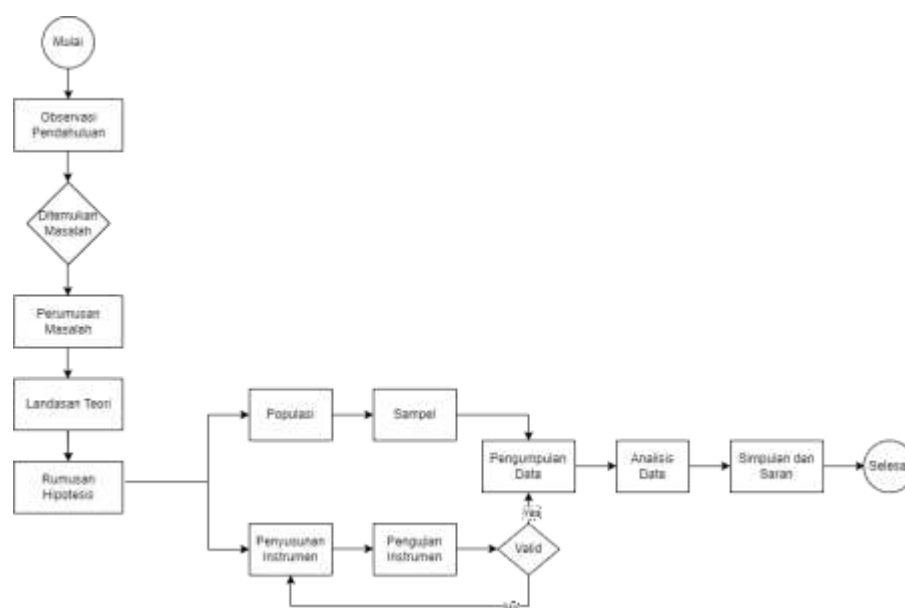 Mulai
Observasi
Pendahuluan
Ditemukan
Masalah
Perumusan
Masalah
Landasan Teori
Rumusan
Hipotesis
Populasi
Sampel
Penyusunan
Instrumen
Pengujian
Instrumen
Valid
Yes
Pengumpulan
Data
Analisis
Data
Simpulan dan
Saran
Selesai